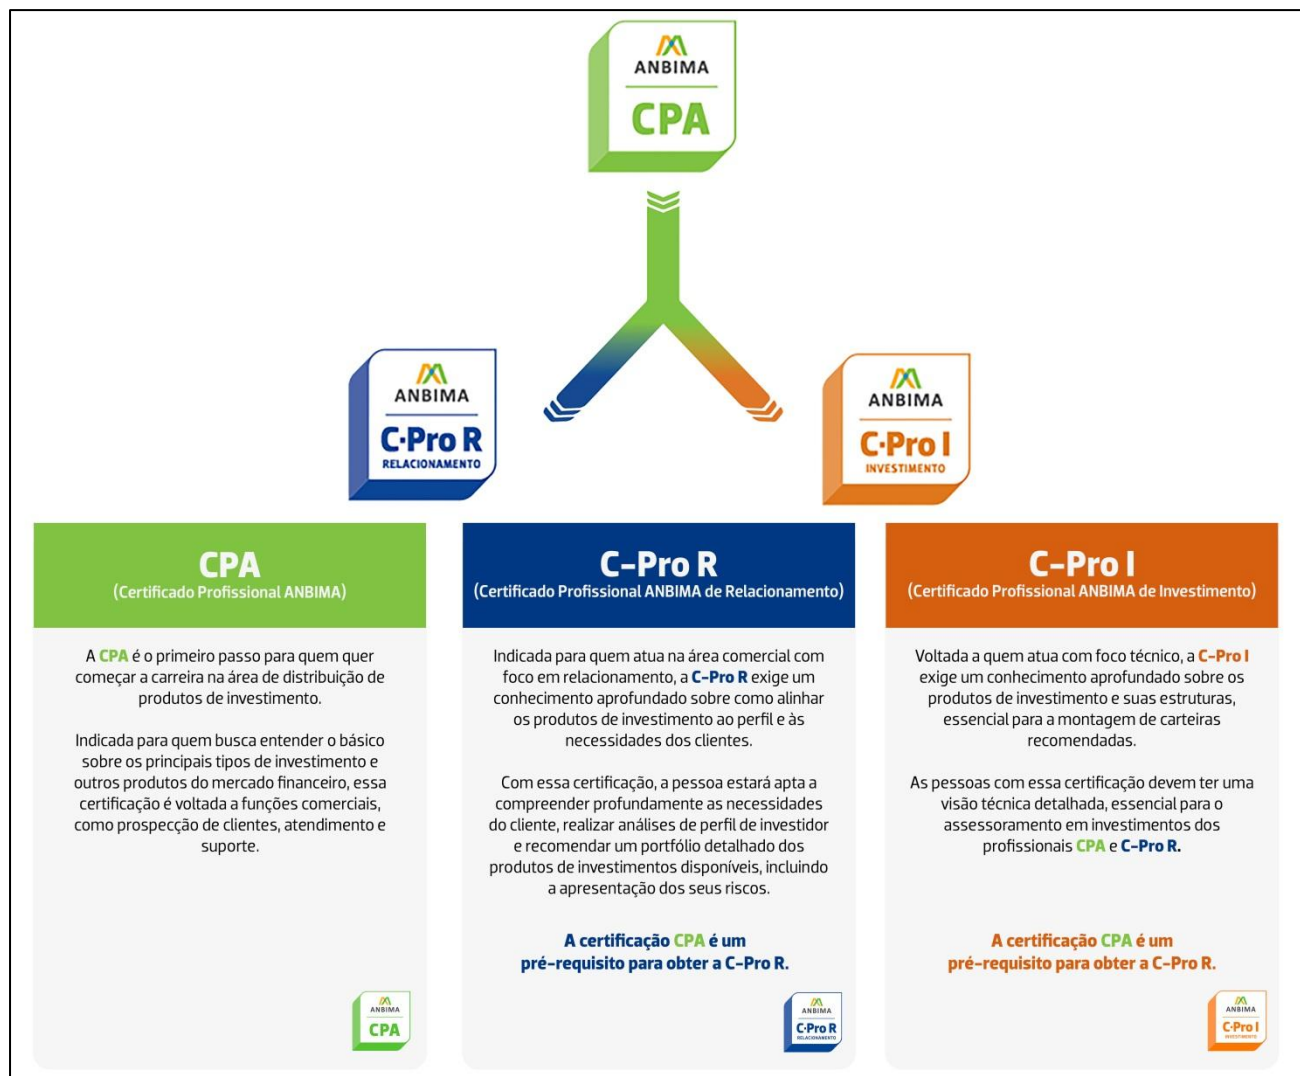 ANBIMA
CPA
ANBIMA
C·Pro R
RELACIONAMENTO
ANBIMA
C·Pro I
INVESTIMENTO
CPA
(Certificado Profissional ANBIMA)
A CPA é o primeiro passo para quem quer
começar a carreira na área de distribuição de
produtos de investimento.
Indicada para quem busca entender o básico
sobre os principais tipos de investimento e
outros produtos do mercado financeiro, essa
certificação é voltada a funções comerciais,
como prospecção de clientes, atendimento e
suporte.
ANBIMA
CPA
C-Pro R
(Certificado Profissional ANBIMA de Relacionamento)
Indicada para quem atua na área comercial com
foco em relacionamento, a C-Pro R exige um
conhecimento aprofundado sobre como alinhar
os produtos de investimento ao perfil e às
necessidades dos clientes.
Com essa certificação, a pessoa estará apta a
compreender profundamente as necessidades
do cliente, realizar análises de perfil de investidor
e recomendar um portfólio detalhado dos
produtos de investimentos disponíveis, incluindo
a apresentação dos seus riscos.
A certificação CPA é um
pré-requisito para obter a C-Pro R.
ANBIMA
C·Pro R
RELACIONAMENTO
C-Pro I
(Certificado Profissional ANBIMA de Investimento)
Voltada a quem atua com foco técnico, a C-Pro I
exige um conhecimento aprofundado sobre os
produtos de investimento e suas estruturas,
essencial para a montagem de carteiras
recomendadas.
As pessoas com essa certificação devem ter uma
visão técnica detalhada, essencial para o
assessoramento em investimentos dos
profissionais CPA e C-Pro R.
A certificação CPA é um
pré-requisito para obter a C-Pro R.
ANBIMA
C·Pro I
INVESTIMENTO